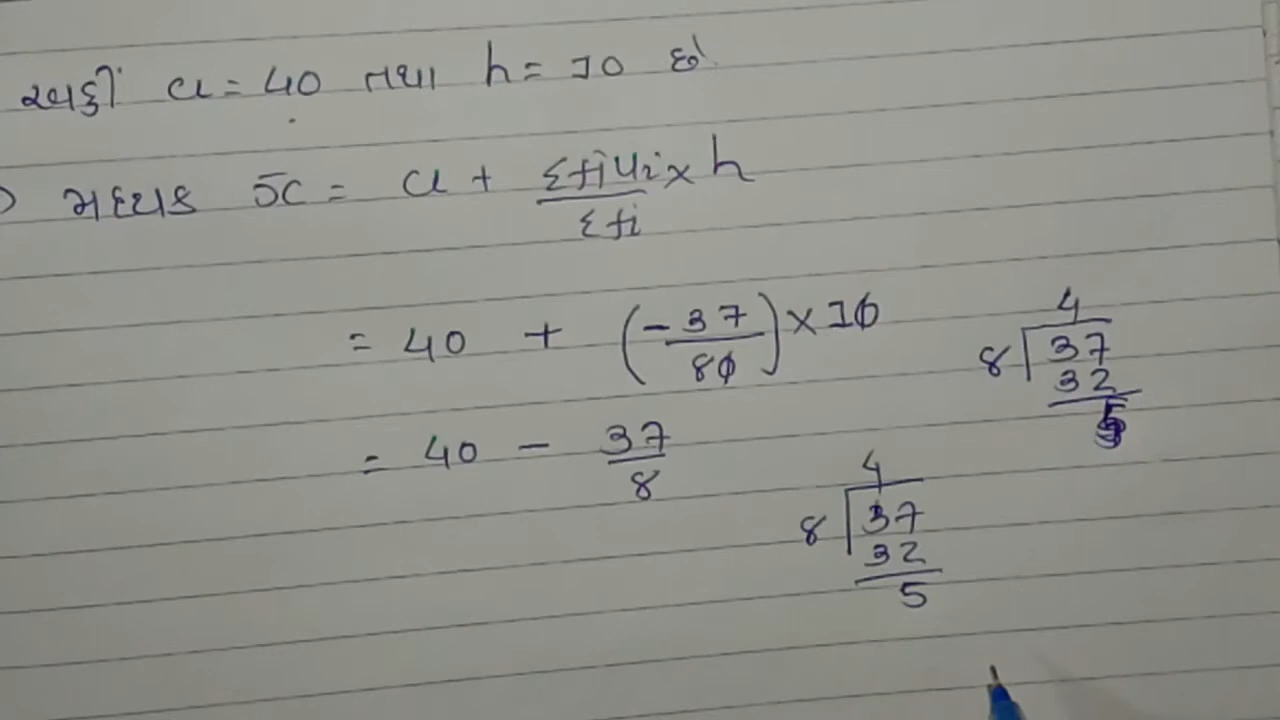 અહીં a = 40 તથા h = 10 છે
મધ્યક x̄ = a + Σfiui/Σfi × h
= 40 + (-37/80) × 10
= 40 - 37/8
4
8 37
32
5
4
8 37
32
5